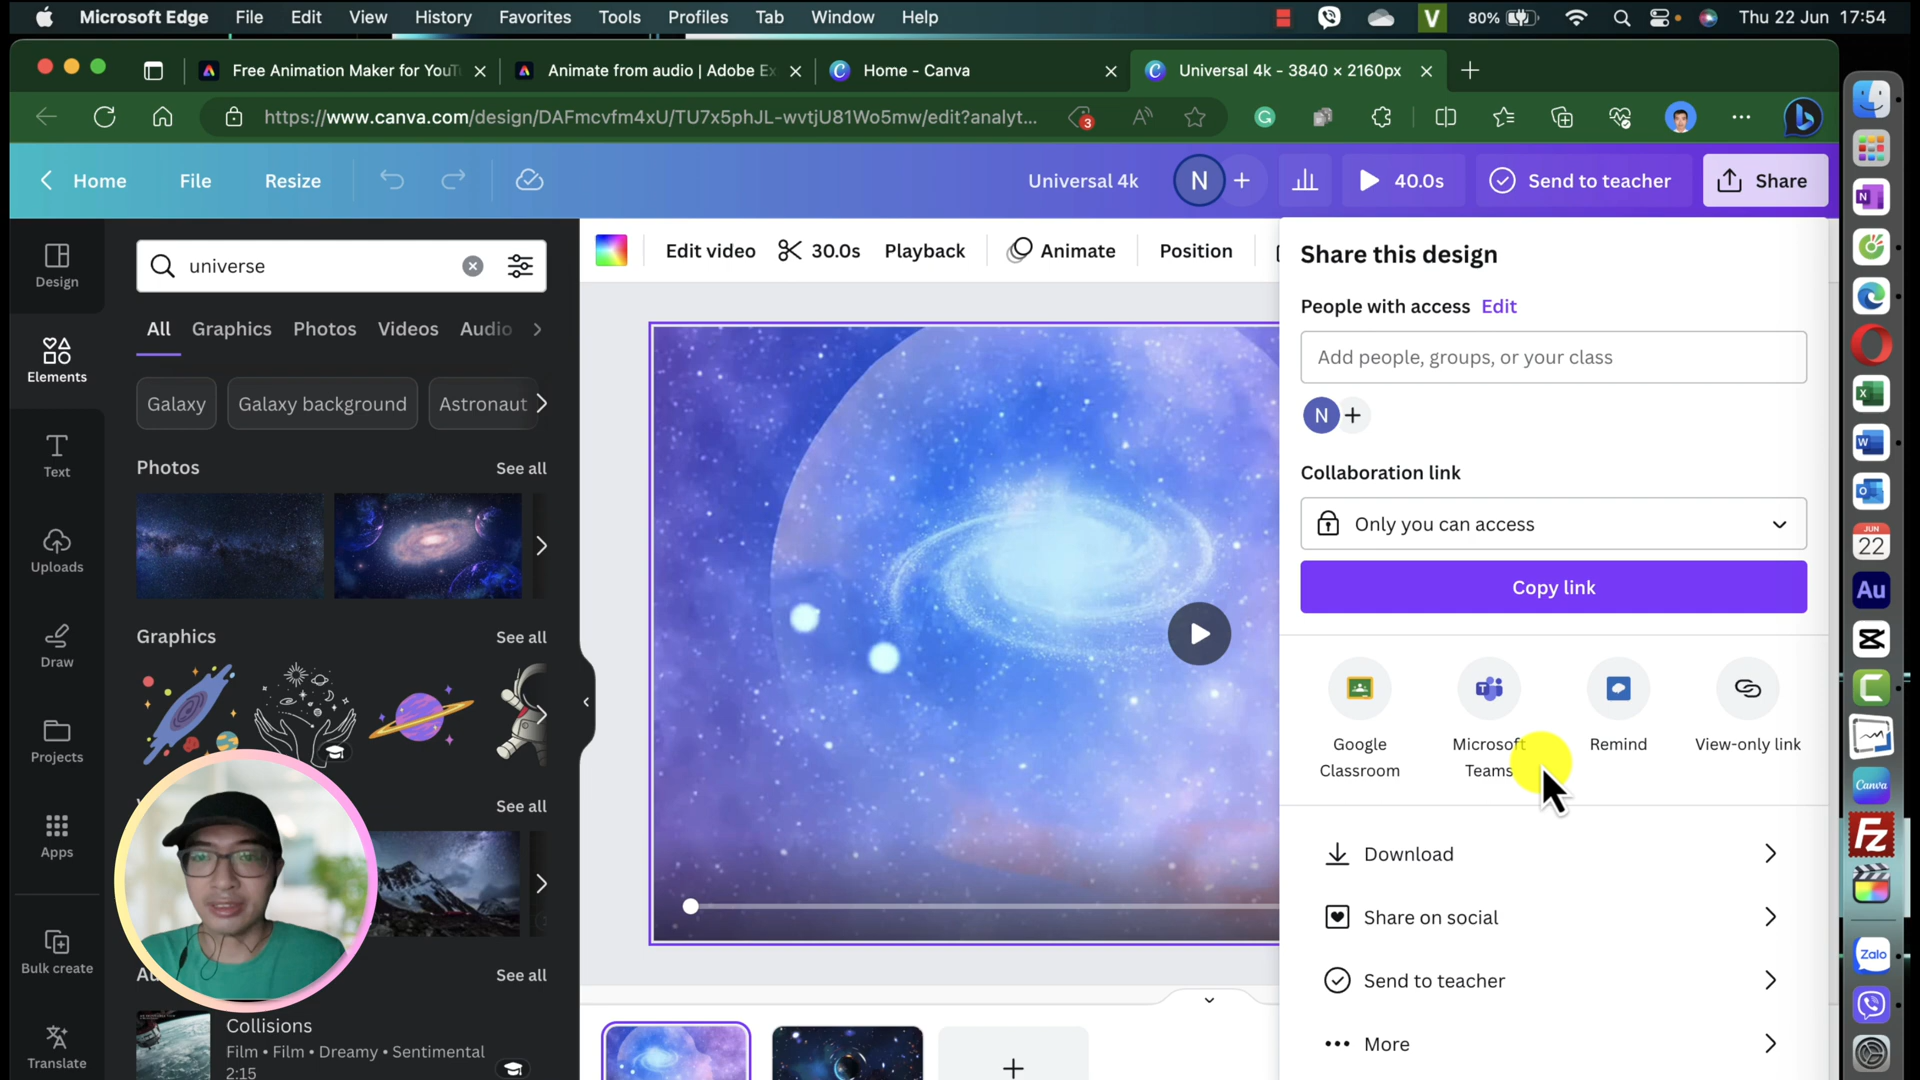 Microsoft Edge File Edit View History Favorites Tools Profiles Tab Window Help
V 80% Thu 22 Jun 17:54
Free Animation Maker for YouT
Animate from audio | Adobe Ex
Home - Canva
Universal 4k - 3840 × 2160px
https://www.canva.com/design/DAFmcvfm4xU/TU7x5phJL-wvtjU81Wo5mw/edit?analyt...
3
Home File Resize
Universal 4k N 40.0s Send to teacher Share
Design
Elements
Text
Uploads
Draw
Projects
Apps
Bulk create
Translate
universe
All Graphics Photos Videos Audio
Galaxy Galaxy background Astronaut
Photos See all
Graphics See all
See all
See all
Collisions
Film • Film • Dreamy • Sentimental
2:15
Edit video 30.0s Playback Animate Position
Share this design
People with access Edit
Add people, groups, or your class
N
Collaboration link
Only you can access
Copy link
Google Classroom
Microsoft Teams
Remind
View-only link
Download
Share on social
Send to teacher
More
N
X
W
JUN
22
Au
C
Canva
Fz
Zalo